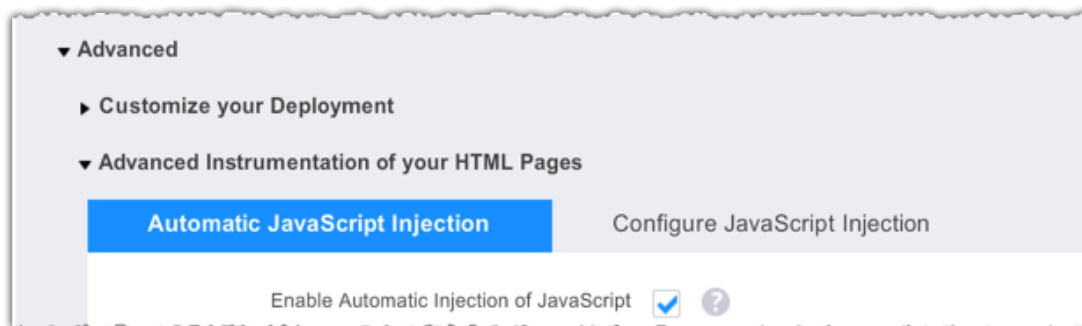 Advanced
Customize your Deployment
Advanced Instrumentation of your HTML Pages
Automatic JavaScript Injection
Configure JavaScript Injection
Enable Automatic Injection of JavaScript ?